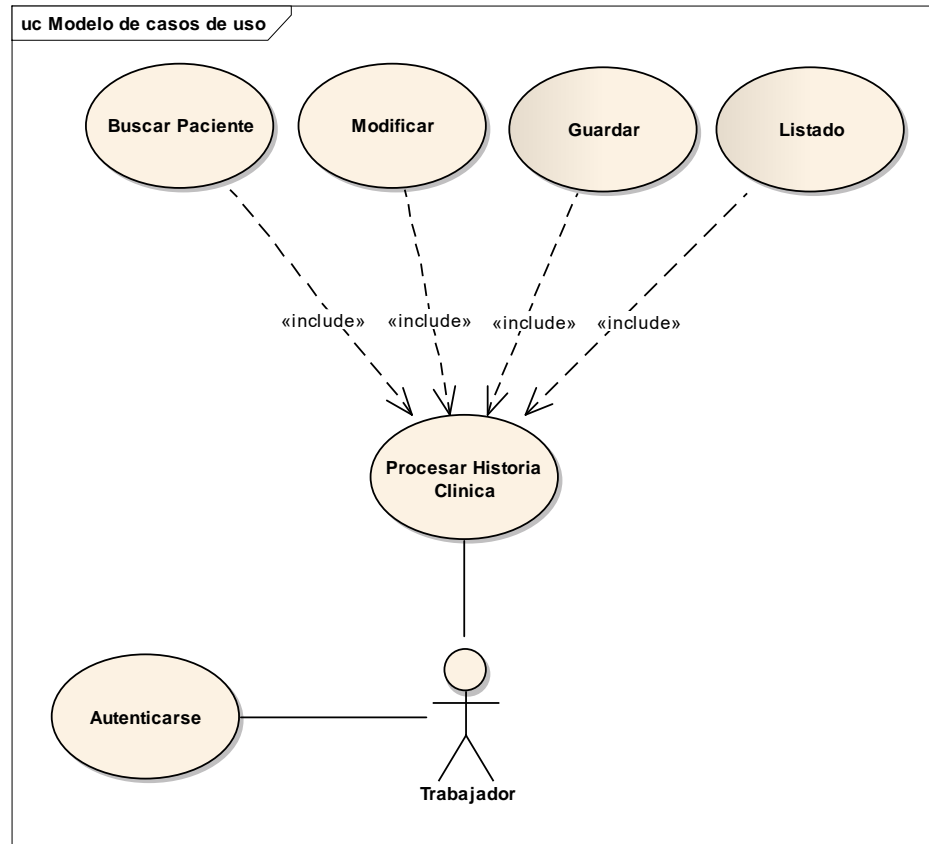 uc Modelo de casos de uso
Buscar Paciente
Modificar
Guardar
Listado
«include»
«include»
«include»
«include»
Procesar Historia
Clinica
Autenticarse
Trabajador